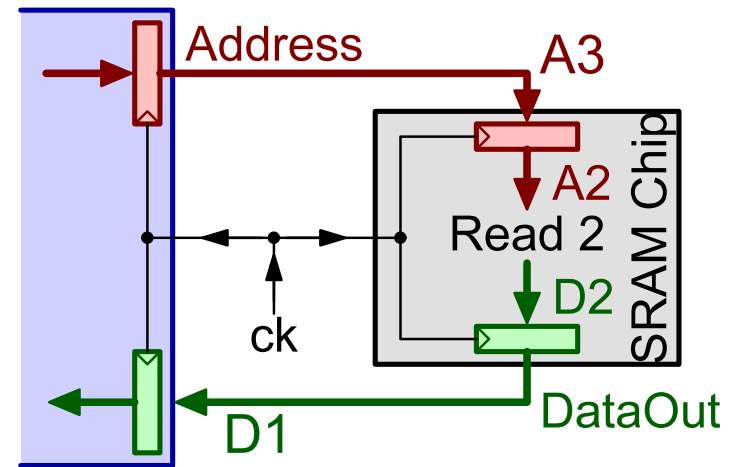 Address
A3
SRAM Chip
A2
Read 2
D2
ck
DataOut
D1